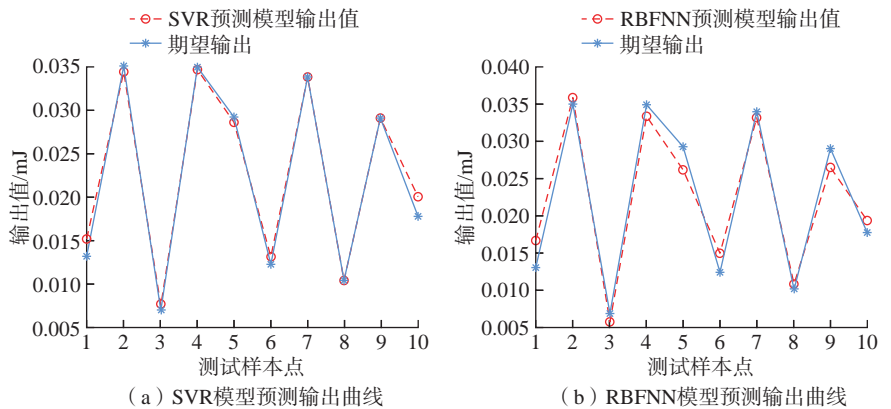 SVR预测模型输出值
期望输出
输出值/mJ
0.035
0.030
0.025
0.020
0.015
0.010
0.005
1 2 3 4 5 6 7 8 9 10
测试样本点
（a）SVR模型预测输出曲线
RBFNN预测模型输出值
期望输出
输出值/mJ
0.040
0.035
0.030
0.025
0.020
0.015
0.010
0.005
1 2 3 4 5 6 7 8 9 10
测试样本点
（b）RBFNN模型预测输出曲线